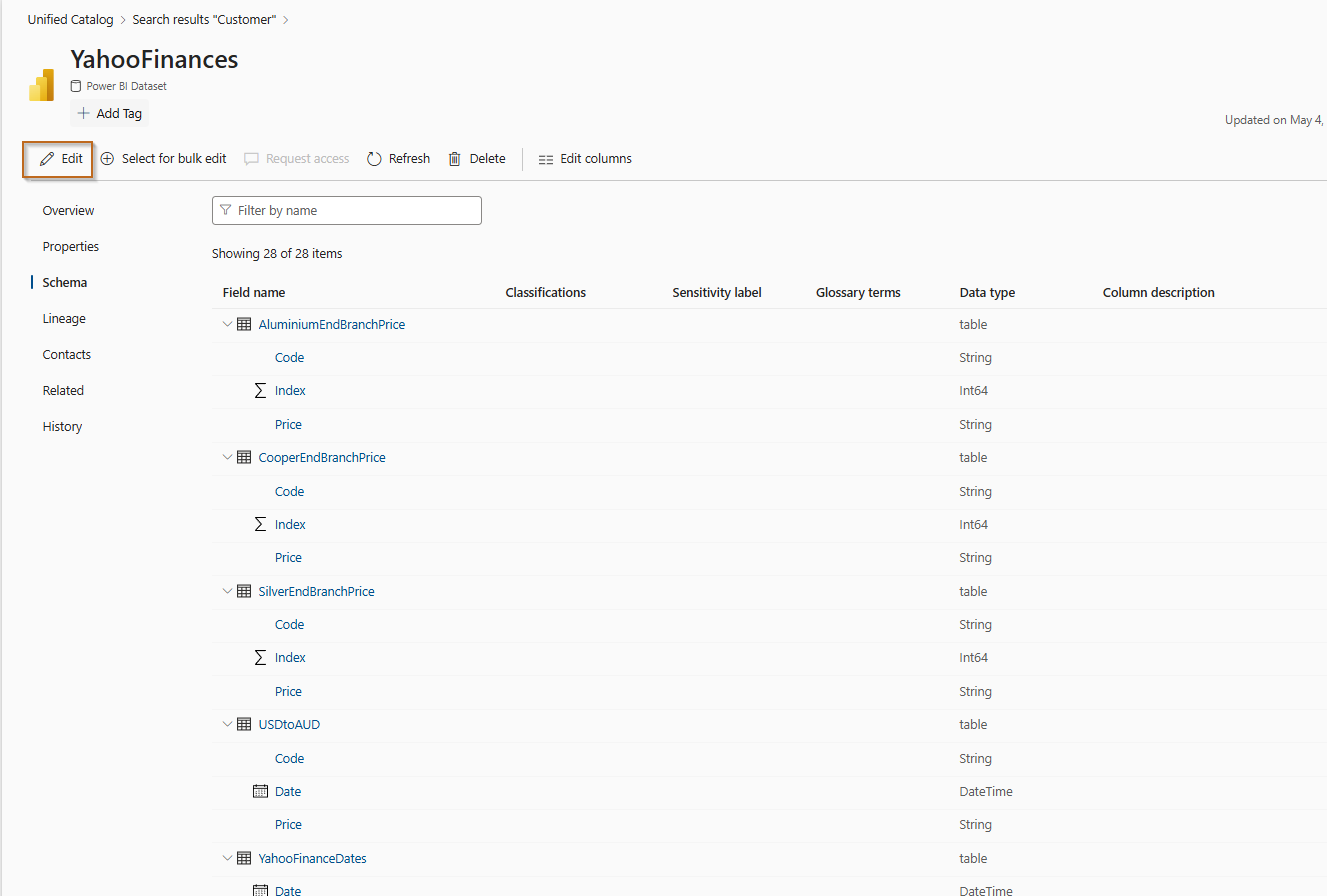 Unified Catalog > Search results "Customer" >
YahooFinances
Power BI Dataset
Add Tag
Updated on May 4,
Edit Select for bulk edit Request access Refresh Delete Edit columns
Overview
Properties
Schema
Lineage
Contacts
Related
History
Filter by name
Showing 28 of 28 items
Field name Classifications Sensitivity label Glossary terms Data type Column description
AluminiumEndBranchPrice table
Code String
Index Int64
Price String
CooperEndBranchPrice table
Code String
Index Int64
Price String
SilverEndBranchPrice table
Code String
Index Int64
Price String
USDtoAUD table
Code String
Date DateTime
Price String
YahooFinanceDates table
Date DateTime